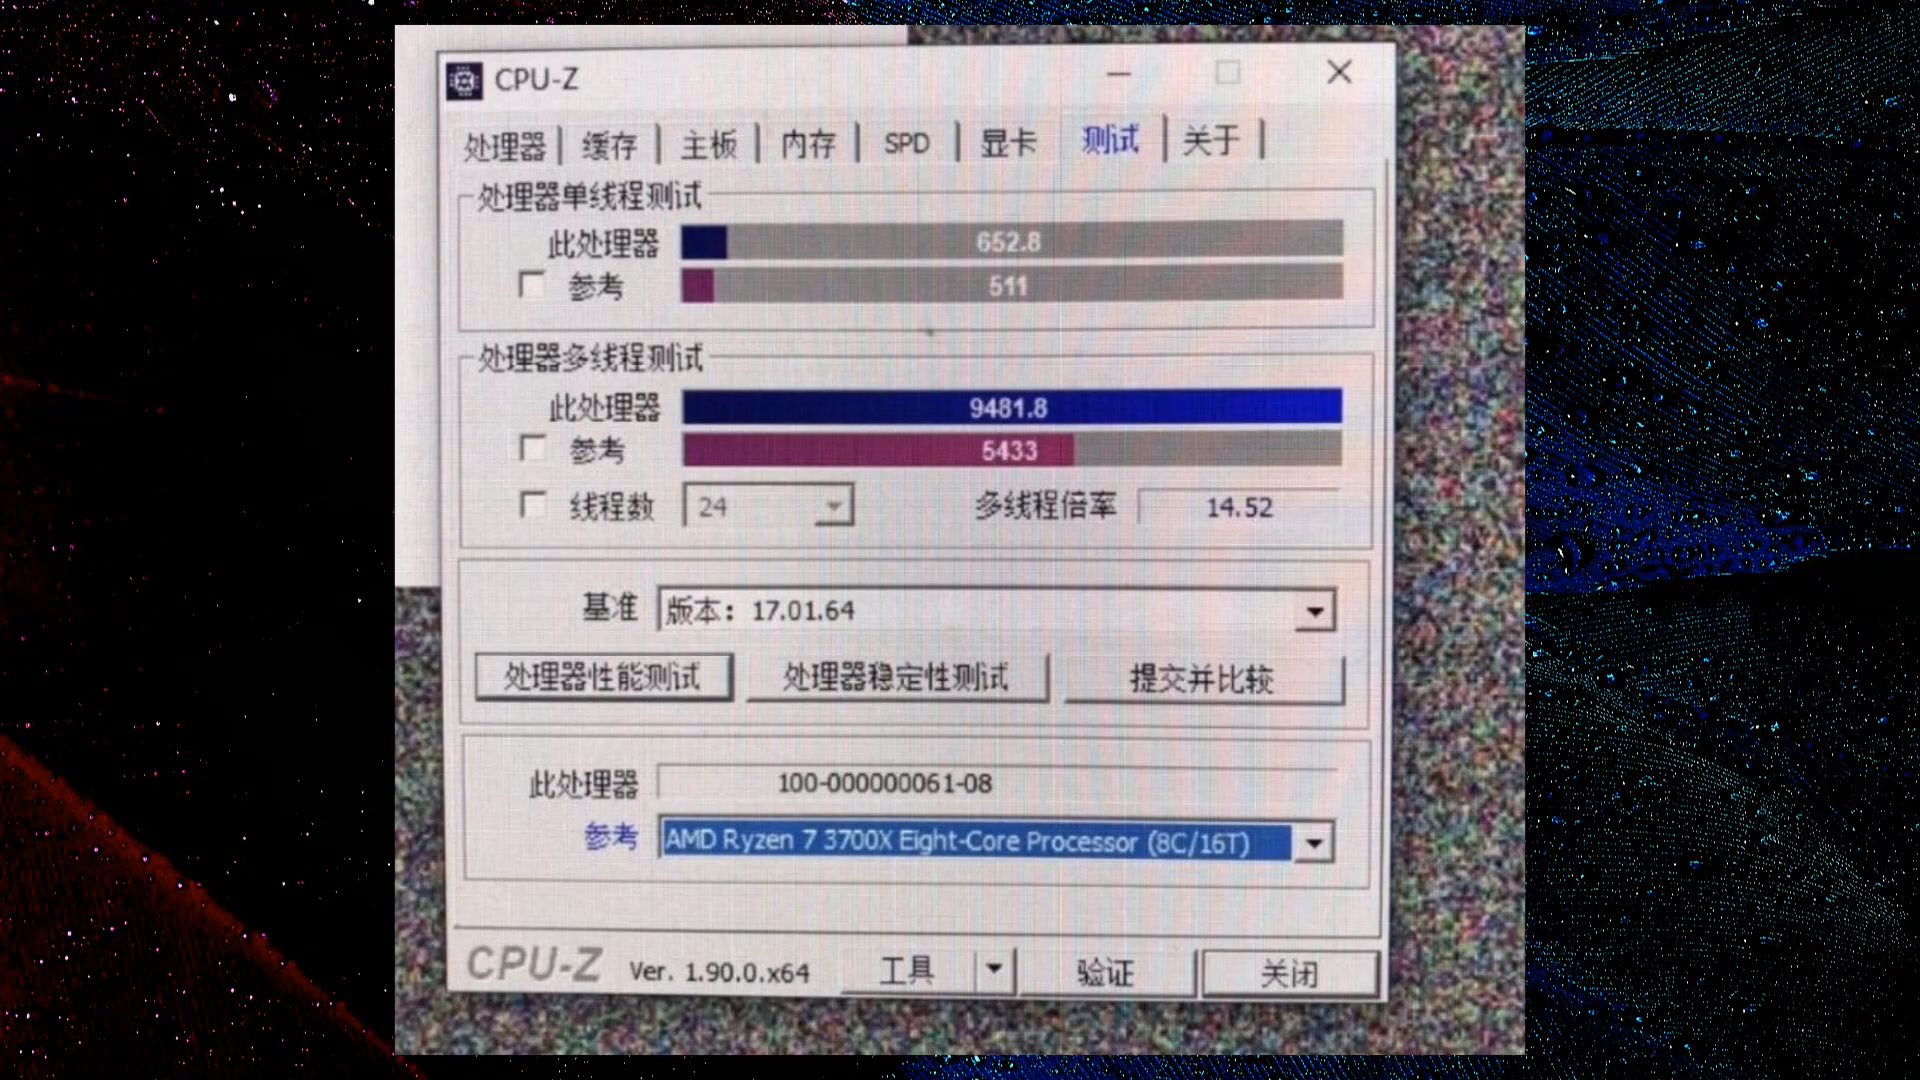 CPU-Z
处理器 缓存 主板 内存 SPD 显卡 测试 关于
处理器单线程测试
此处理器 652.8
参考 511
处理器多线程测试
此处理器 9481.8
参考 5433
线程数 24 多线程倍率 14.52
基准 版本： 17.01.64
处理器性能测试 处理器稳定性测试 提交并比较
此处理器 100-000000061-08
参考 AMD Ryzen 7 3700X Eight-Core Processor (8C/16T)
CPU-Z Ver. 1.90.0.x64 工具 验证 关闭